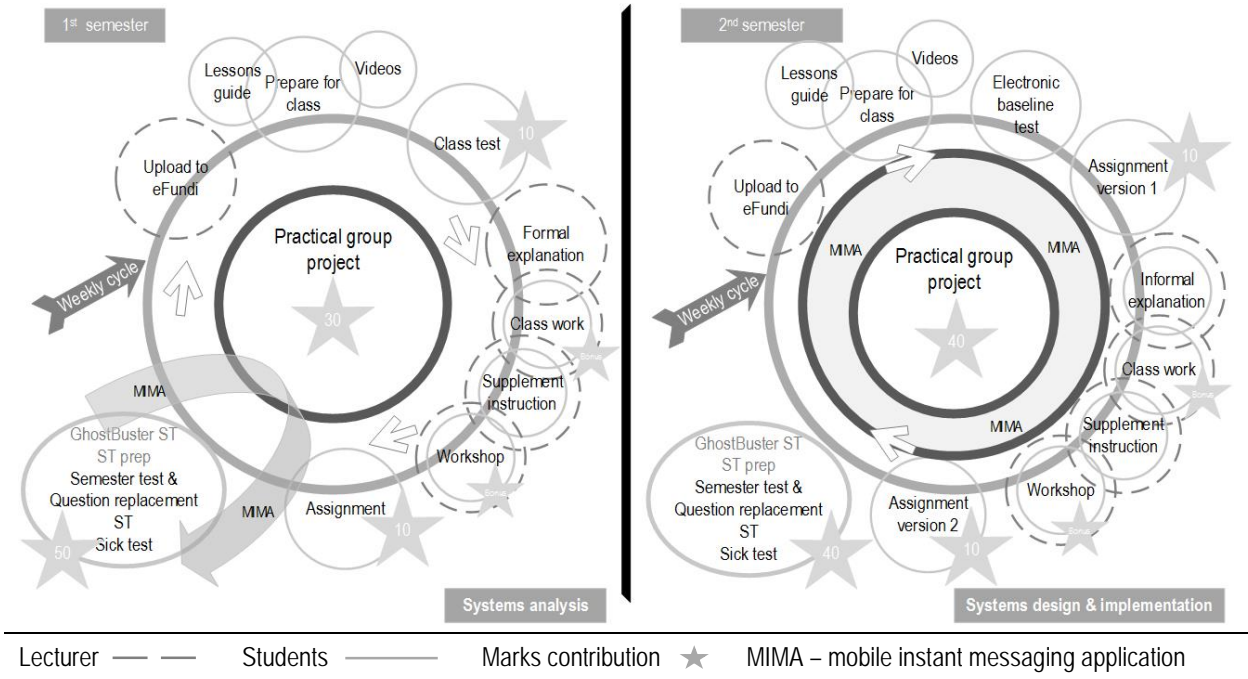 1st semester
Lessons
guide
Prepare for
class
Videos
Class test
10
Upload to
eFundi
Formal
explanation
Practical group
project
30
Weekly cycle
Class work
Bonus
Supplement
instruction
MIMA
Workshop
Bonus
GhostBuster ST
ST prep
Semester test &
Question replacement
ST
Sick test
50
MIMA
Assignment
10
Systems analysis
2nd semester
Lessons
guide
Prepare for
class
Videos
Electronic
baseline
test
Assignment
version 1
10
Upload to
eFundi
MIMA
Practical group
project
40
MIMA
Informal
explanation
Weekly cycle
Class work
Bonus
MIMA
Supplement
instruction
GhostBuster ST
ST prep
Semester test &
Question replacement
ST
Sick test
40
Assignment
version 2
10
Workshop
Bonus
Systems design & implementation
Lecturer Students Marks contribution MIMA – mobile instant messaging application